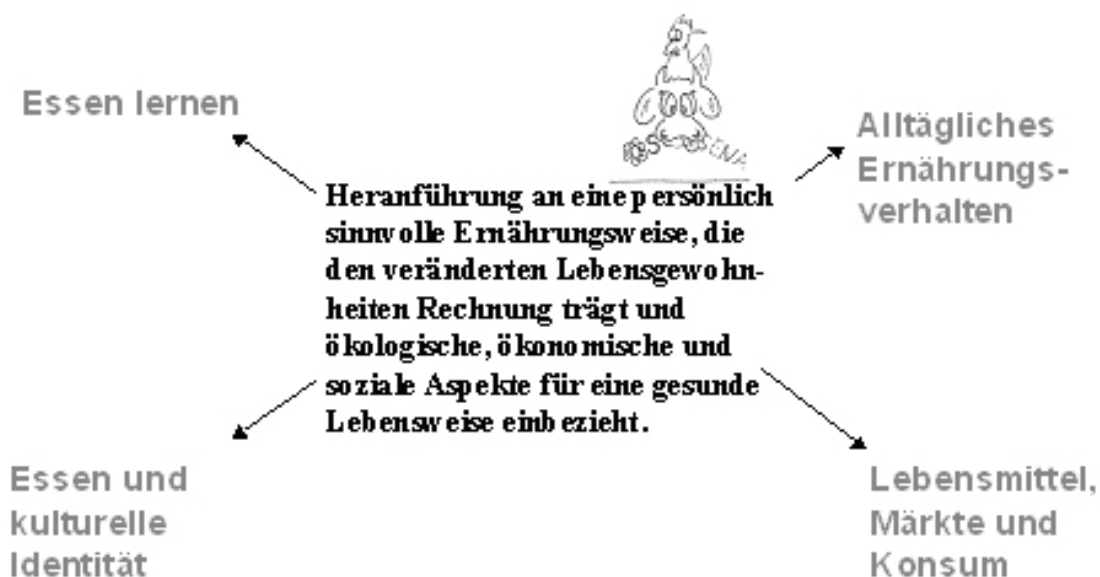 Essen lernen
Alltägliches
Ernährungs-
verhalten
Heranführung an eine persönlich
sinnvolle Ernährungsweise, die
den veränderten Lebensgewohn-
heiten Rechnung trägt und
ökologische, ökonomische und
soziale Aspekte für eine gesunde
Lebensweise einbezieht.
Essen und
kulturelle
Identität
Lebensmittel,
Märkte und
Konsum